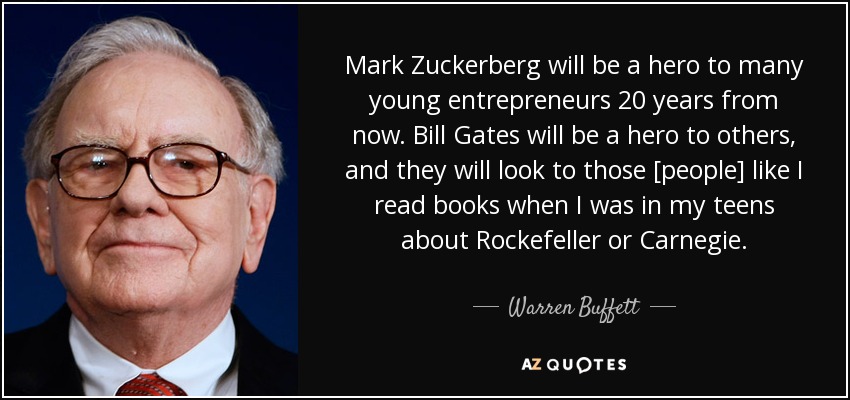 Mark Zuckerberg will be a hero to many
young entrepreneurs 20 years from
now. Bill Gates will be a hero to others,
and they will look to those [people] like I
read books when I was in my teens
about Rockefeller or Carnegie.
Warren Buffett
AZ QUOTES